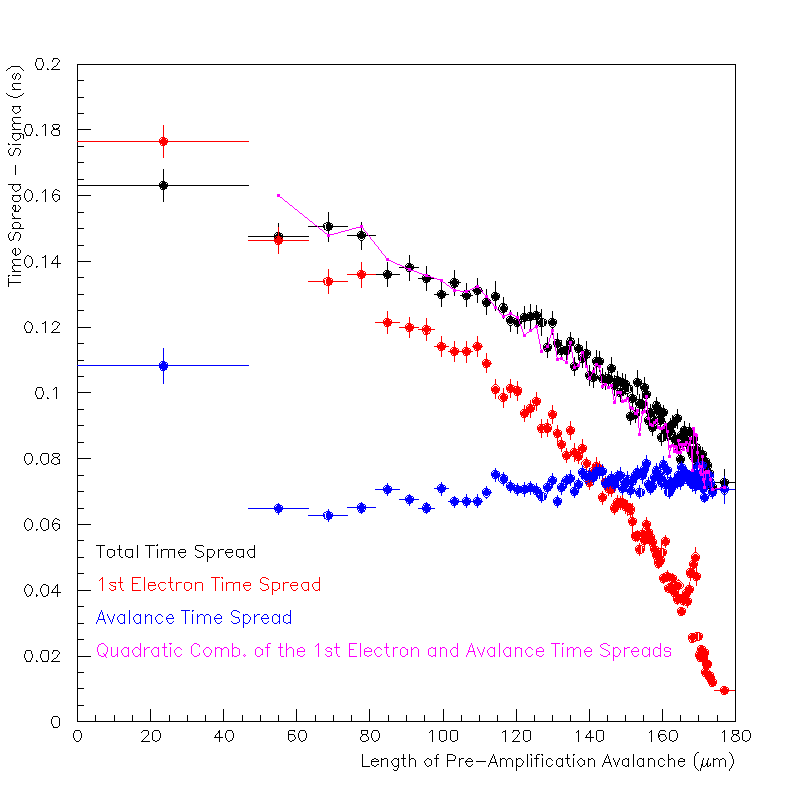 Time Spread - Sigma (ns)
0.2
0.18
0.16
0.14
0.12
0.1
0.08
0.06
0.04
0.02
0
Total Time Spread
1st Electron Time Spread
Avalance Time Spread
Quadratic Comb. of the 1st Electron and Avalance Time Spreads
0 20 40 60 80 100 120 140 160 180
Length of Pre-Amplification Avalanche (μm)